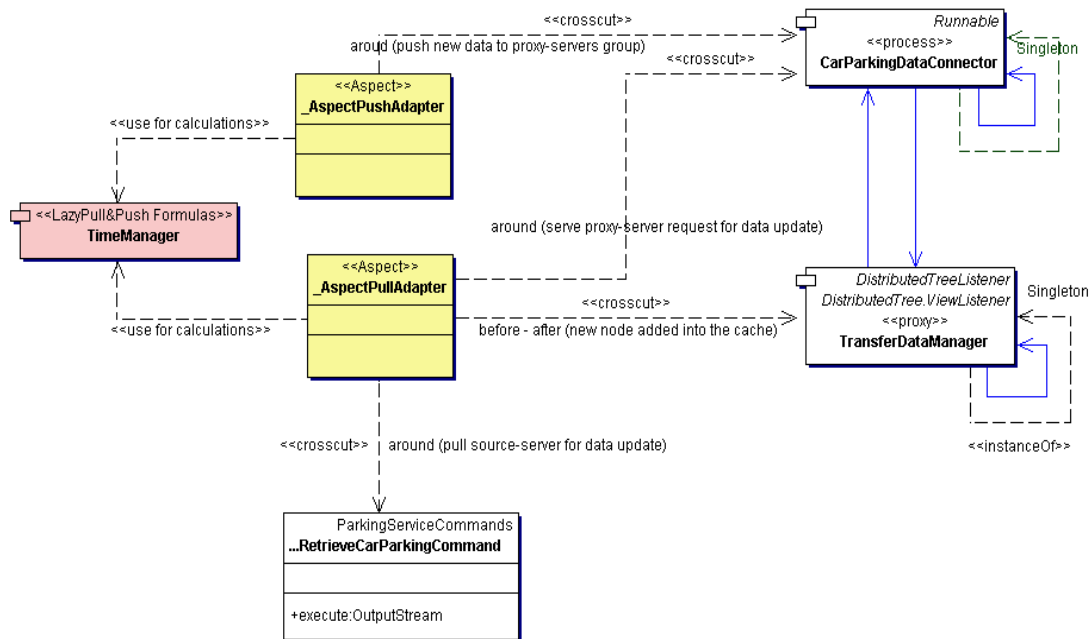 <<crosscut>>
Runnable
aroud (push new data to proxy-servers group)
<<process>>
Singleton
<<crosscut>>
CarParkingDataConnector
<<Aspect>>
_AspectPushAdapter
<<use for calculations>>
<<LazyPull&Push Formulas>>
TimeManager
around (serve proxy-server request for data update)
<<Aspect>>
_AspectPullAdapter
DistributedTreeListener
DistributedTree.ViewListener
Singleton
<<crosscut>>
<<proxy>>
<<use for calculations>>
before - after (new node added into the cache)
TransferDataManager
<<crosscut>>
around (pull source-server for data update)
<<instanceOf>>
ParkingServiceCommands
...RetrieveCarParkingCommand
+execute:OutputStream